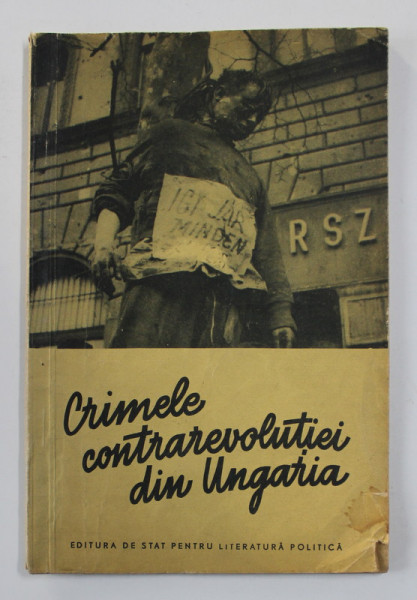 IGY JÁR
MINDEN
RSZ
Crimele
contrarevoluției
din Ungaria
EDITURA DE STAT PENTRU LITERATURĂ POLITICĂ